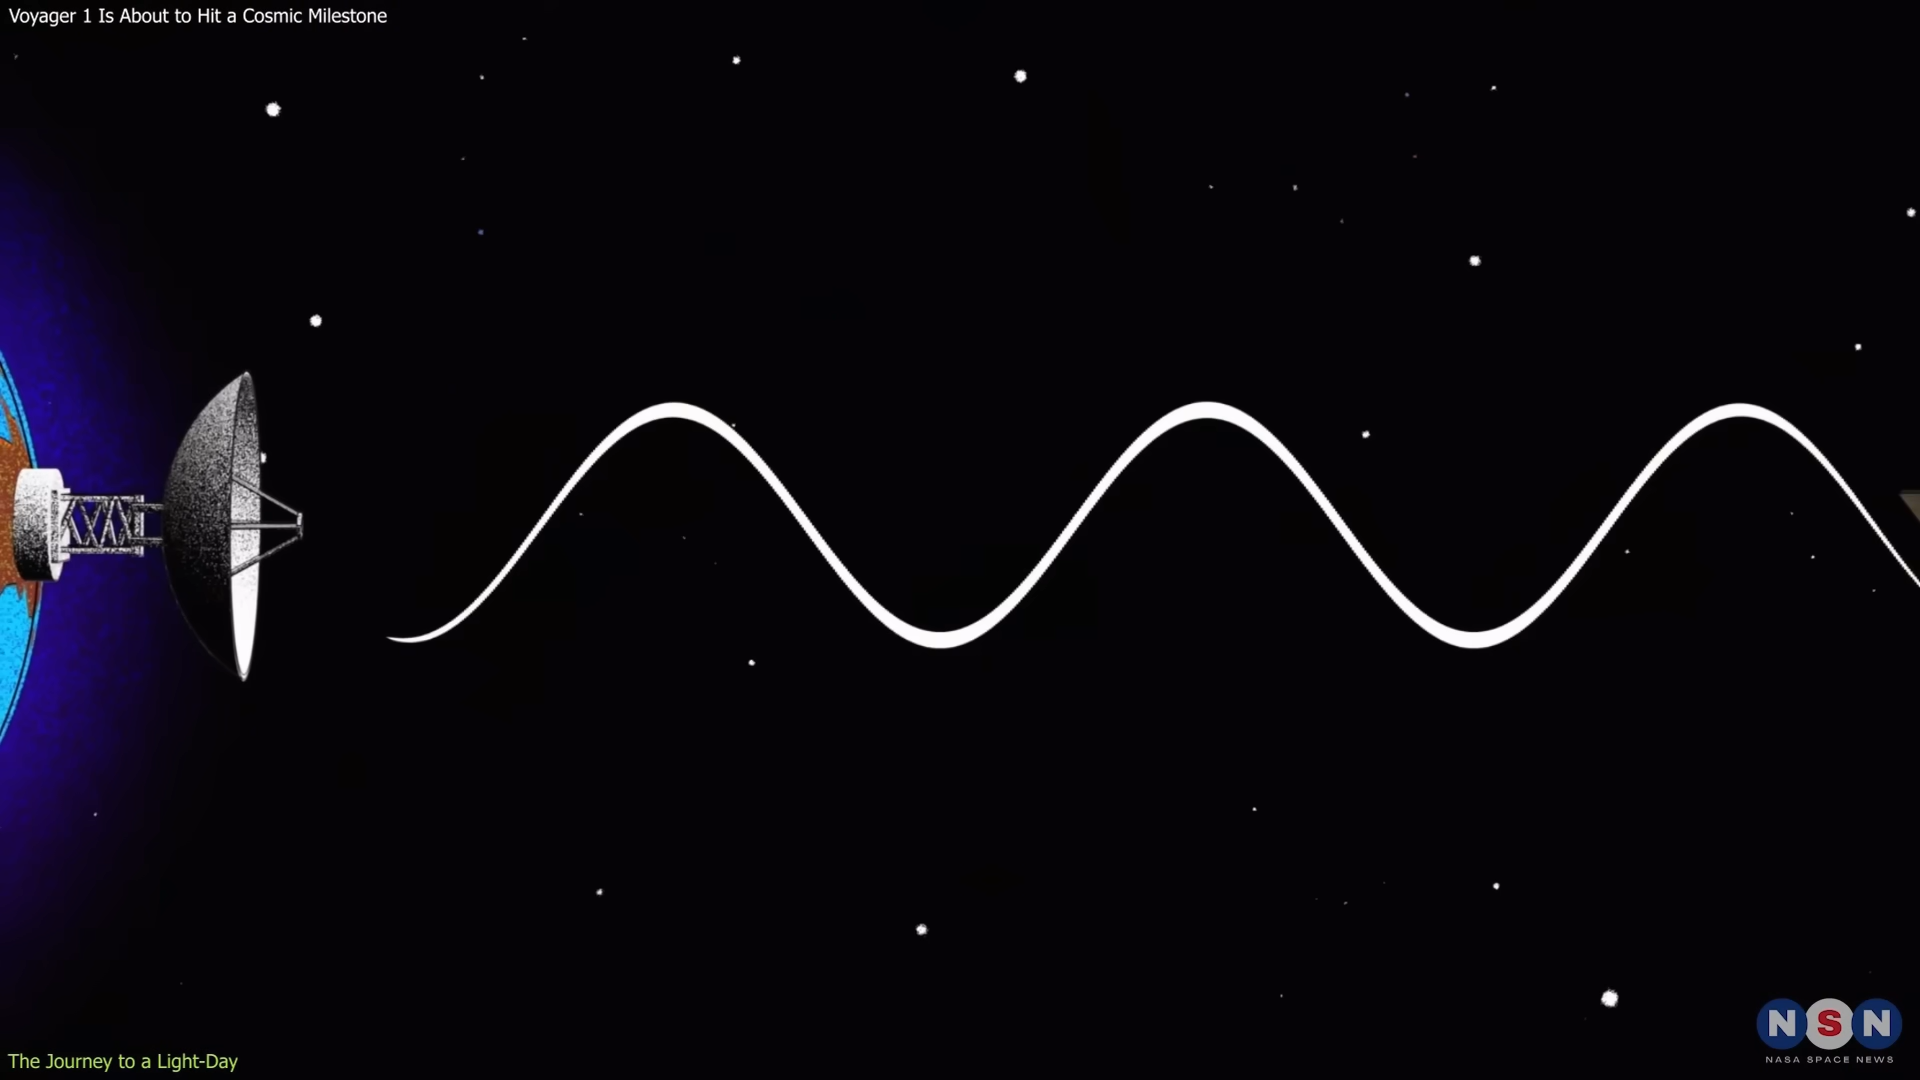 Voyager 1 Is About to Hit a Cosmic Milestone
The Journey to a Light-Day
NSN
NASA SPACE NEWS